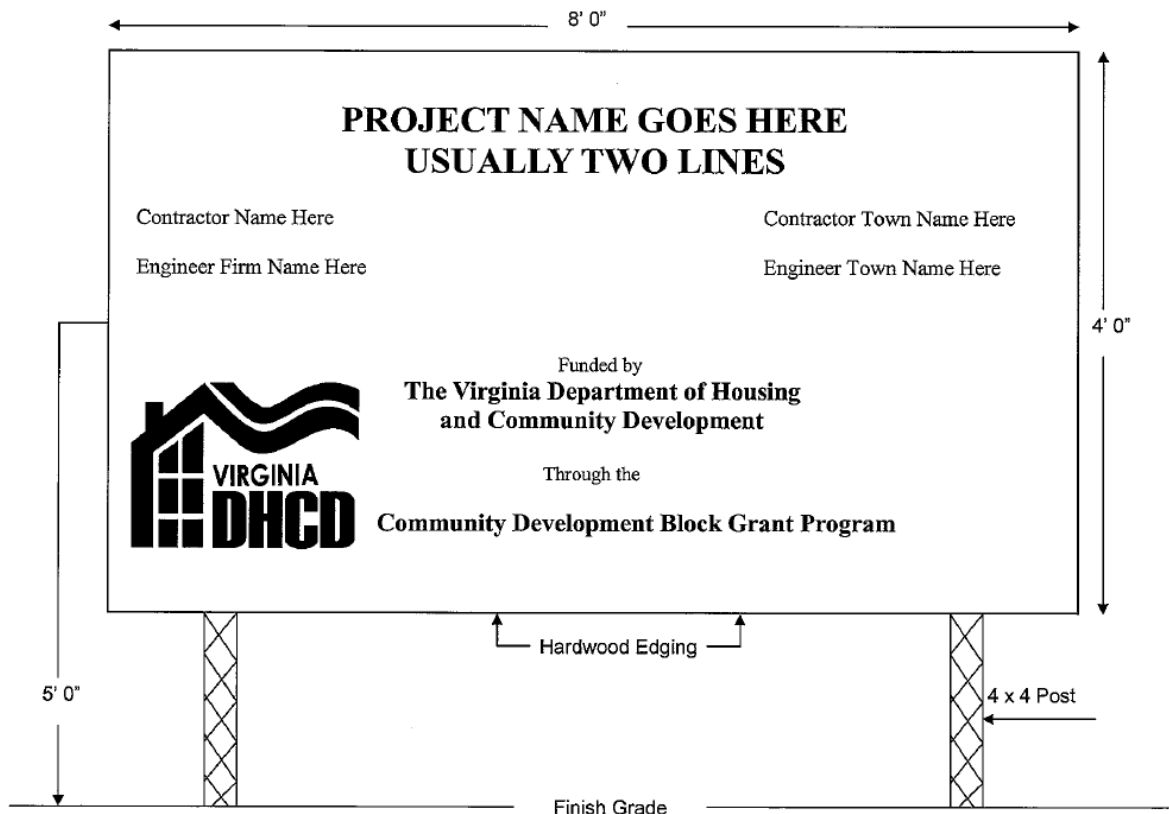 8' 0"
PROJECT NAME GOES HERE
USUALLY TWO LINES
Contractor Name Here
Contractor Town Name Here
Engineer Firm Name Here
Engineer Town Name Here
4' 0"
Funded by
The Virginia Department of Housing
and Community Development
VIRGINIA
DHCD
Through the
Community Development Block Grant Program
Hardwood Edging
5' 0"
4 x 4 Post
Finish Grade